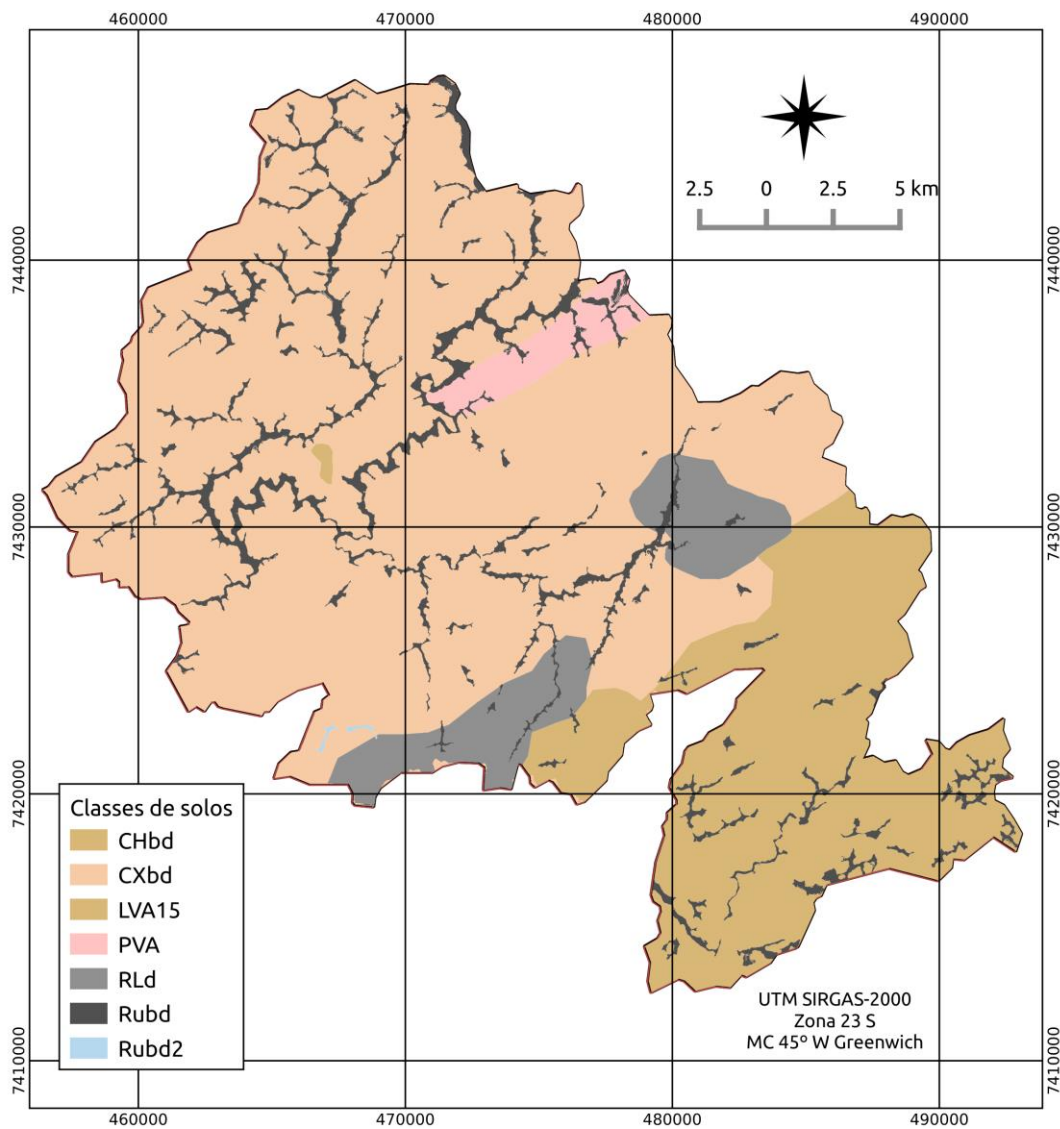 460000 470000 480000 490000
2.5 0 2.5 5 km
7440000 7440000
7430000 7430000
7420000 7420000
Classes de solos
CHbd
CXbd
LVA15
PVA
RLd
Rubd
Rubd2
UTM SIRGAS-2000
Zona 23 S
MC 45º W Greenwich
7410000 7410000
460000 470000 480000 490000